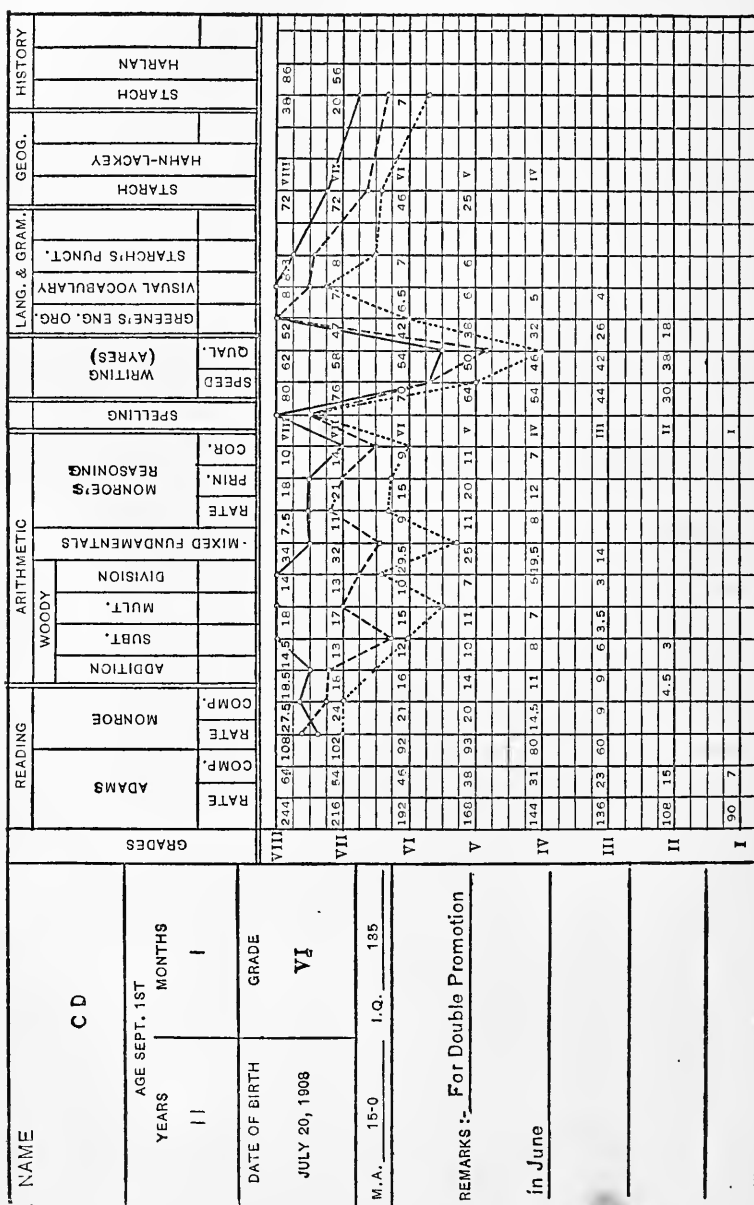 NAME
C D
AGE SEPT. 1ST
YEARS MONTHS
11 1
DATE OF BIRTH GRADE
JULY 20, 1908 VI
M.A. 15-0 I.Q. 135
REMARKS :- For Double Promotion
in June
GRADES
READING ARITHMETIC SPELLING WRITING (AYRES) LANG. & GRAM. GEOG. HISTORY
ADAMS MONROE WOODY MIXED FUNDAMENTALS MONROE'S REASONING
RATE COMP. RATE COMP. ADDITION SUBT. MULT. DIVISION RATE PRIN. COR. SPEED QUAL. GREENE'S ENG. ORG. VISUAL VOCABULARY STARCH'S PUNCT. STARCH HAHN-LACKEY STARCH HARLAN
VIII 244 64 108 27.5 18.5 14.5 18 14 34 7.5 18 10 VIII 80 62 52 8 8.3 72 VIII 38 86
VII 216 54 102 24 18 13 17 13 32 11 21 14 VII 76 58 47 7 8 72 VII 20 56
VI 192 46 92 21 16 12 15 10 29.5 9 15 9 VI 70 54 42 6.5 7 46 VI 7
V 168 38 93 20 14 10 11 7 25 11 20 11 V 64 50 38 6 6 25 V
IV 144 31 80 14.5 11 8 7 5 19.5 8 12 7 IV 54 46 32 5 IV
III 136 23 60 9 9 6 3.5 3 14 III 44 42 26 4
II 108 15 4.5 3 II 30 38 18
I 90 7 I